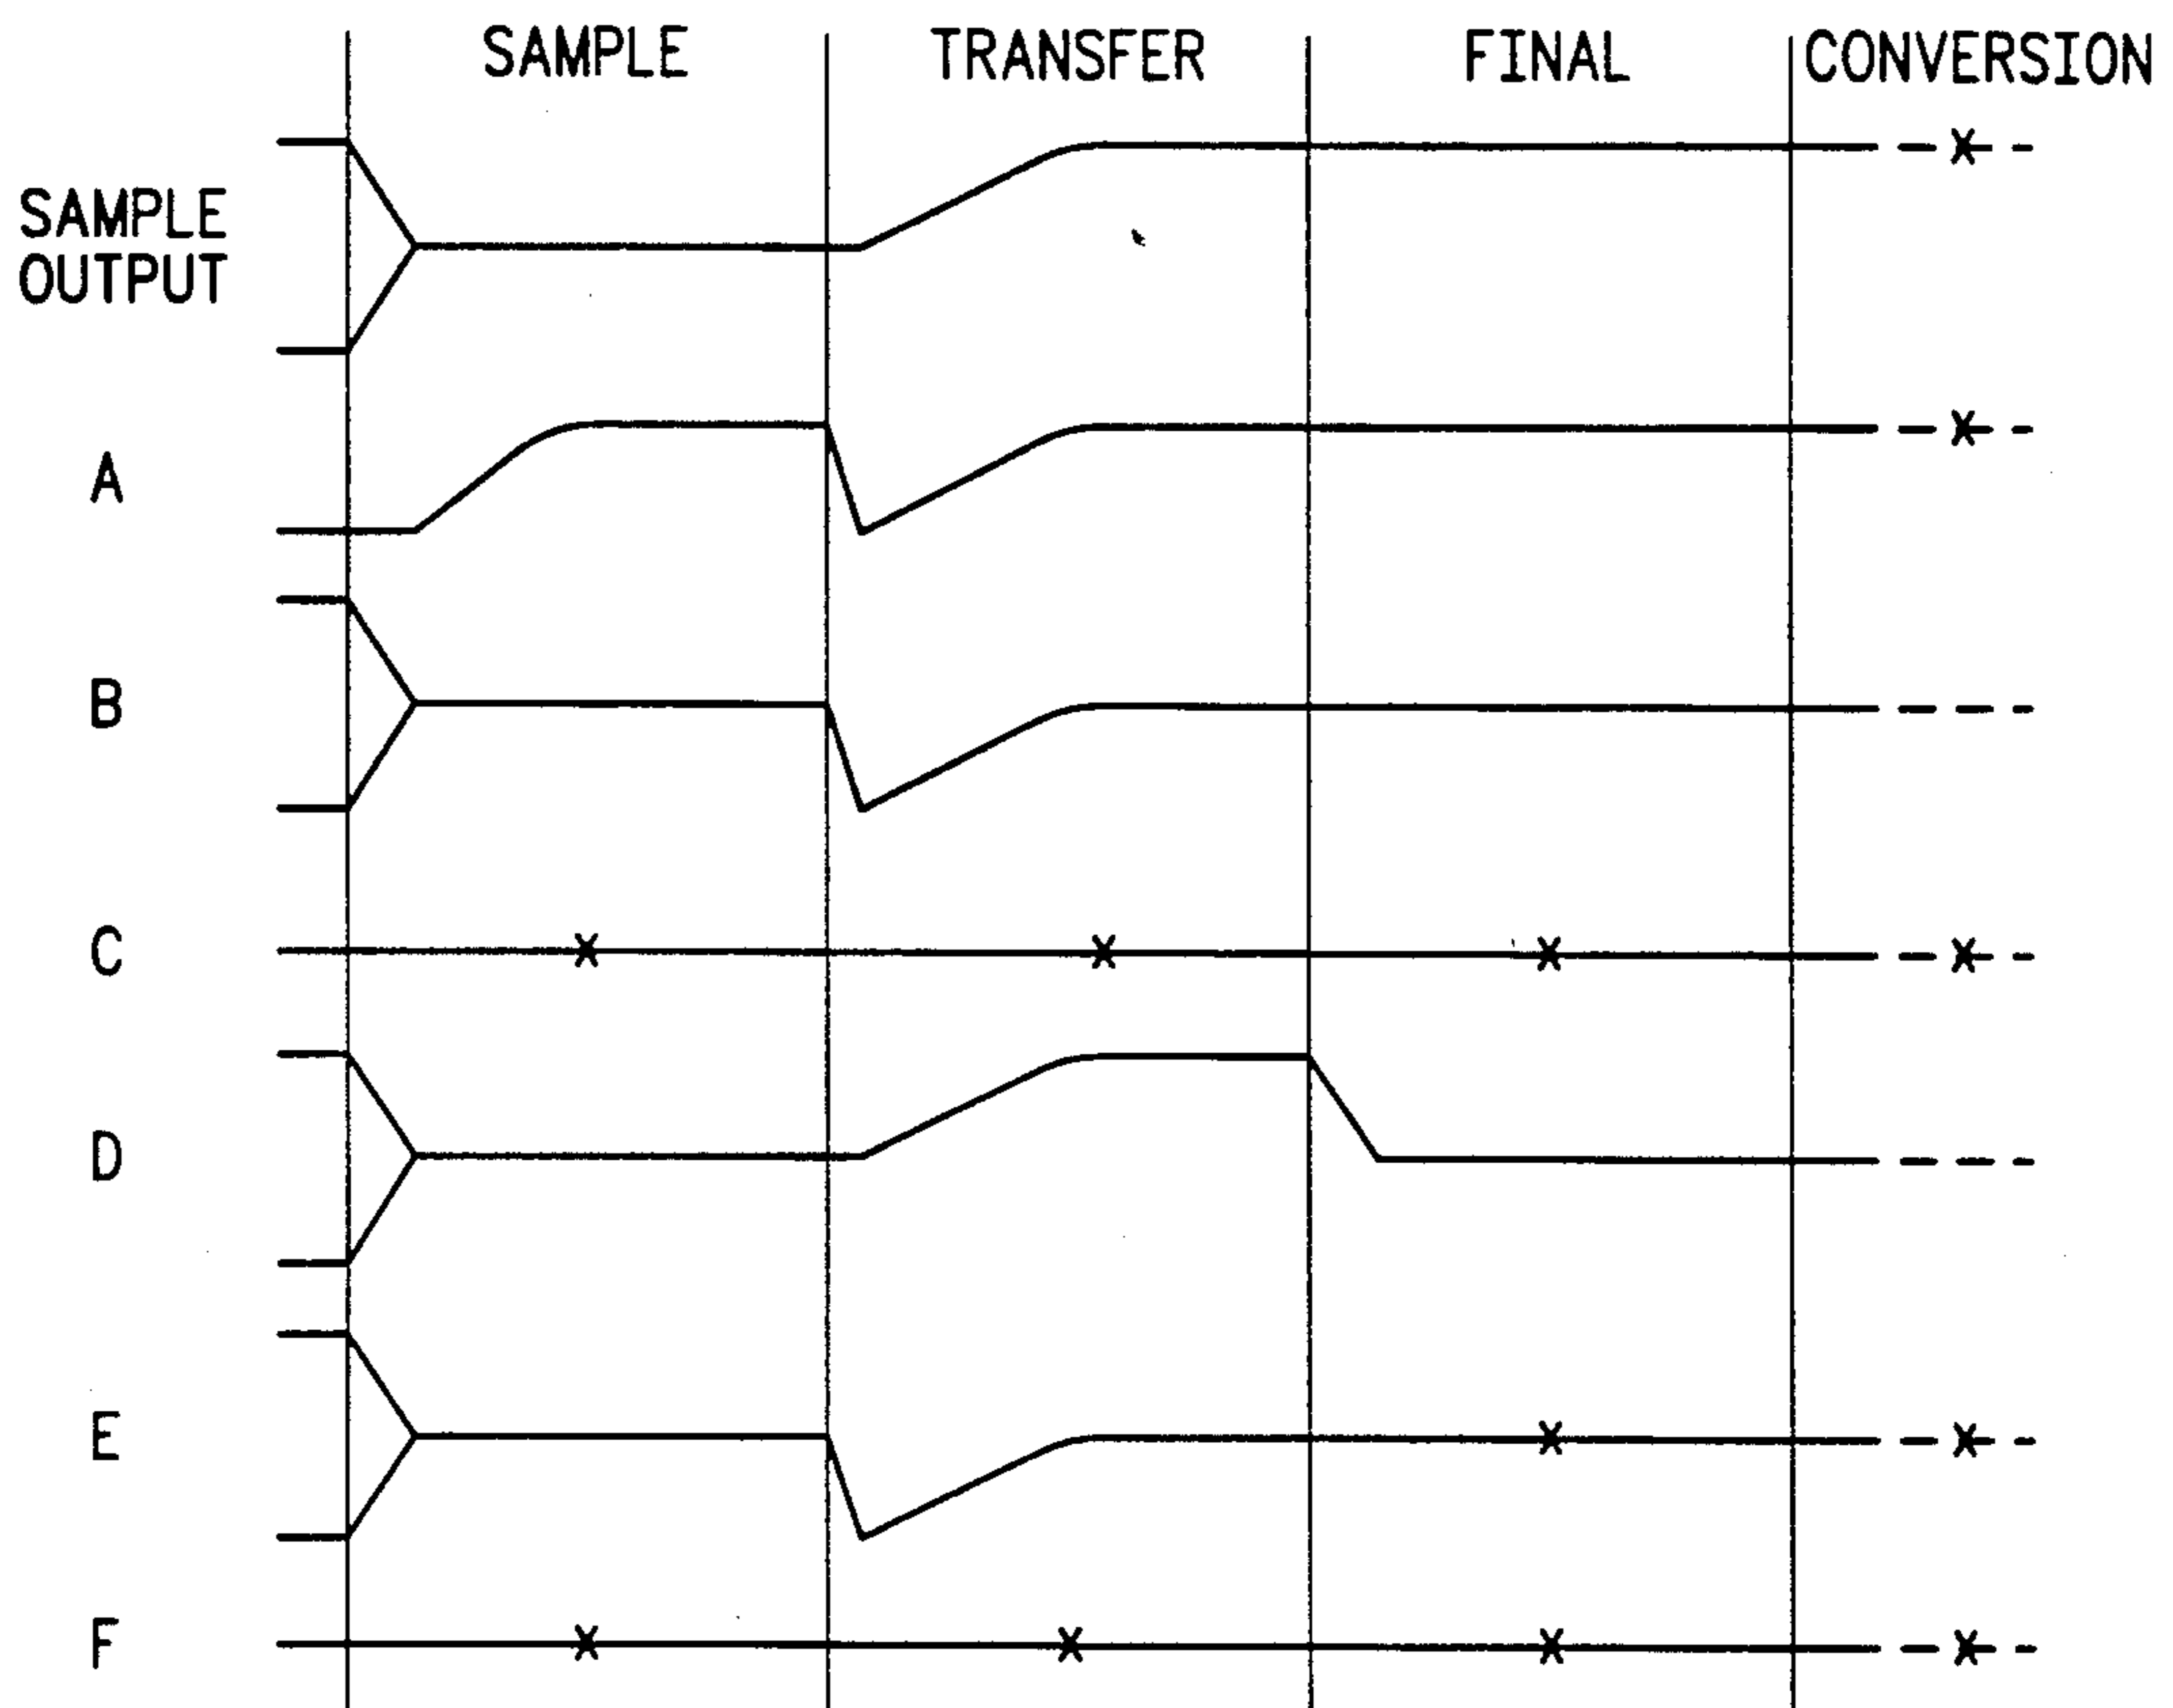 SAMPLE TRANSFER FINAL CONVERSION
SAMPLE
OUTPUT
A
B
C
D
E
F